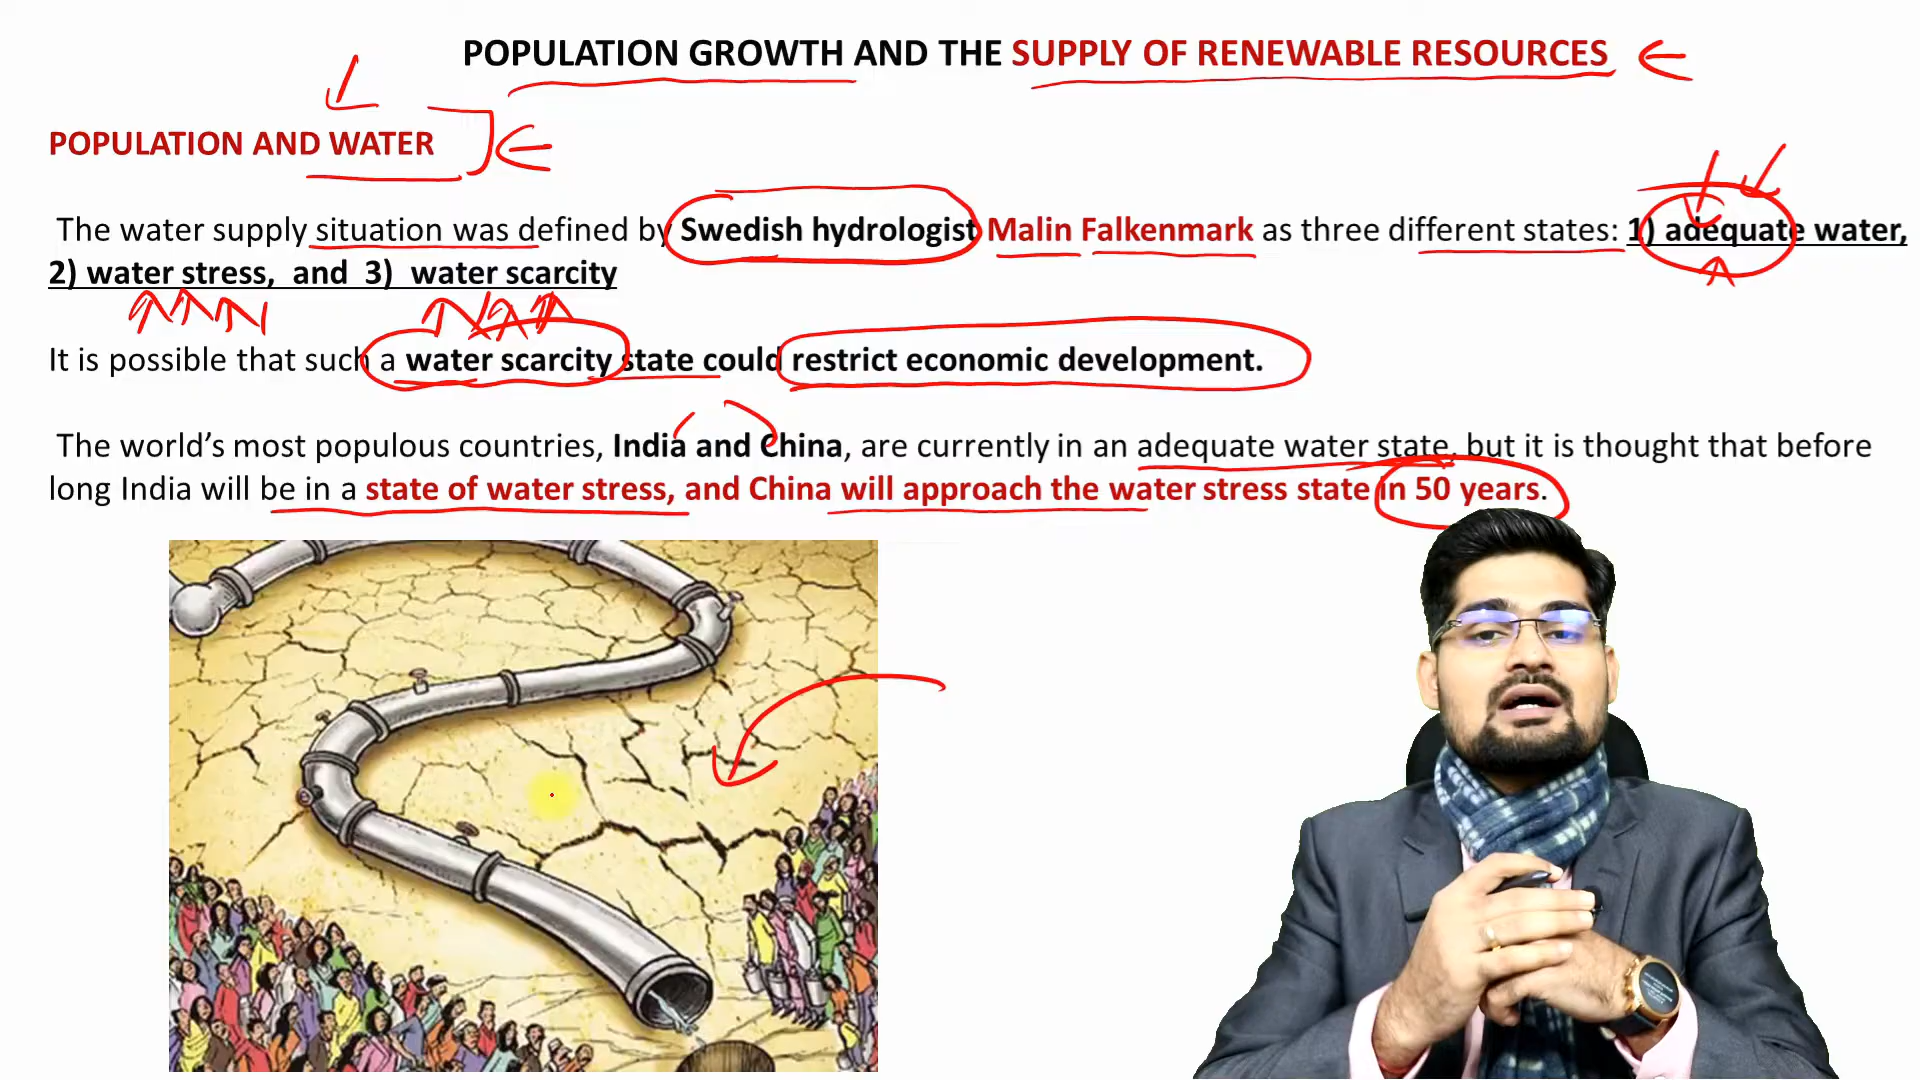 POPULATION GROWTH AND THE SUPPLY OF RENEWABLE RESOURCES
POPULATION AND WATER
The water supply situation was defined by Swedish hydrologist Malin Falkenmark as three different states: 1) adequate water,
2) water stress, and 3) water scarcity
It is possible that such a water scarcity state could restrict economic development.
The world's most populous countries, India and China, are currently in an adequate water state, but it is thought that before
long India will be in a state of water stress, and China will approach the water stress state in 50 years.